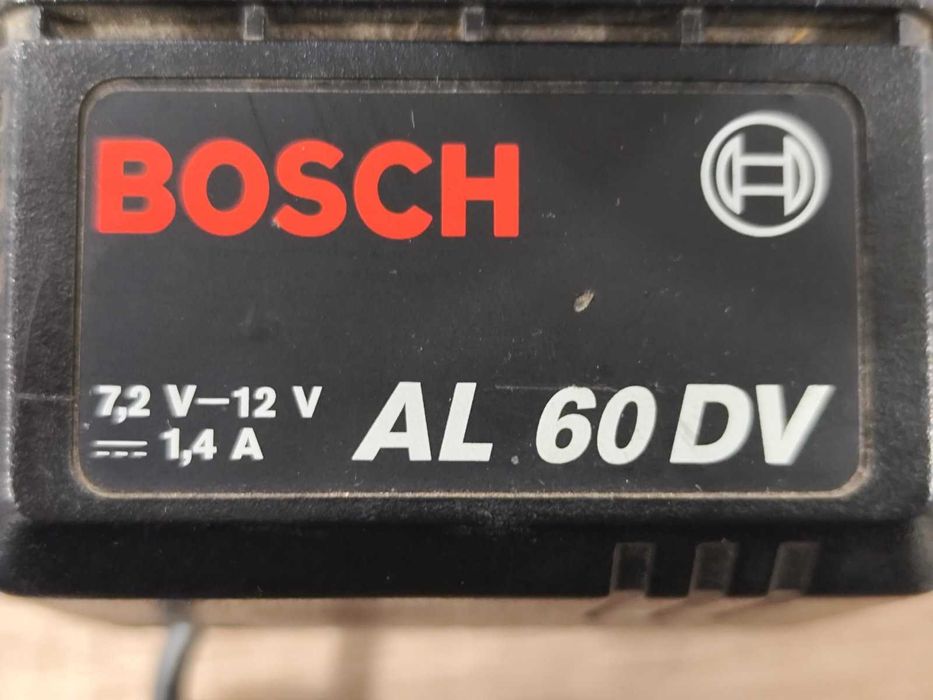 BOSCH
7,2 V–12 V
⎓ 1,4 A
AL 60 DV